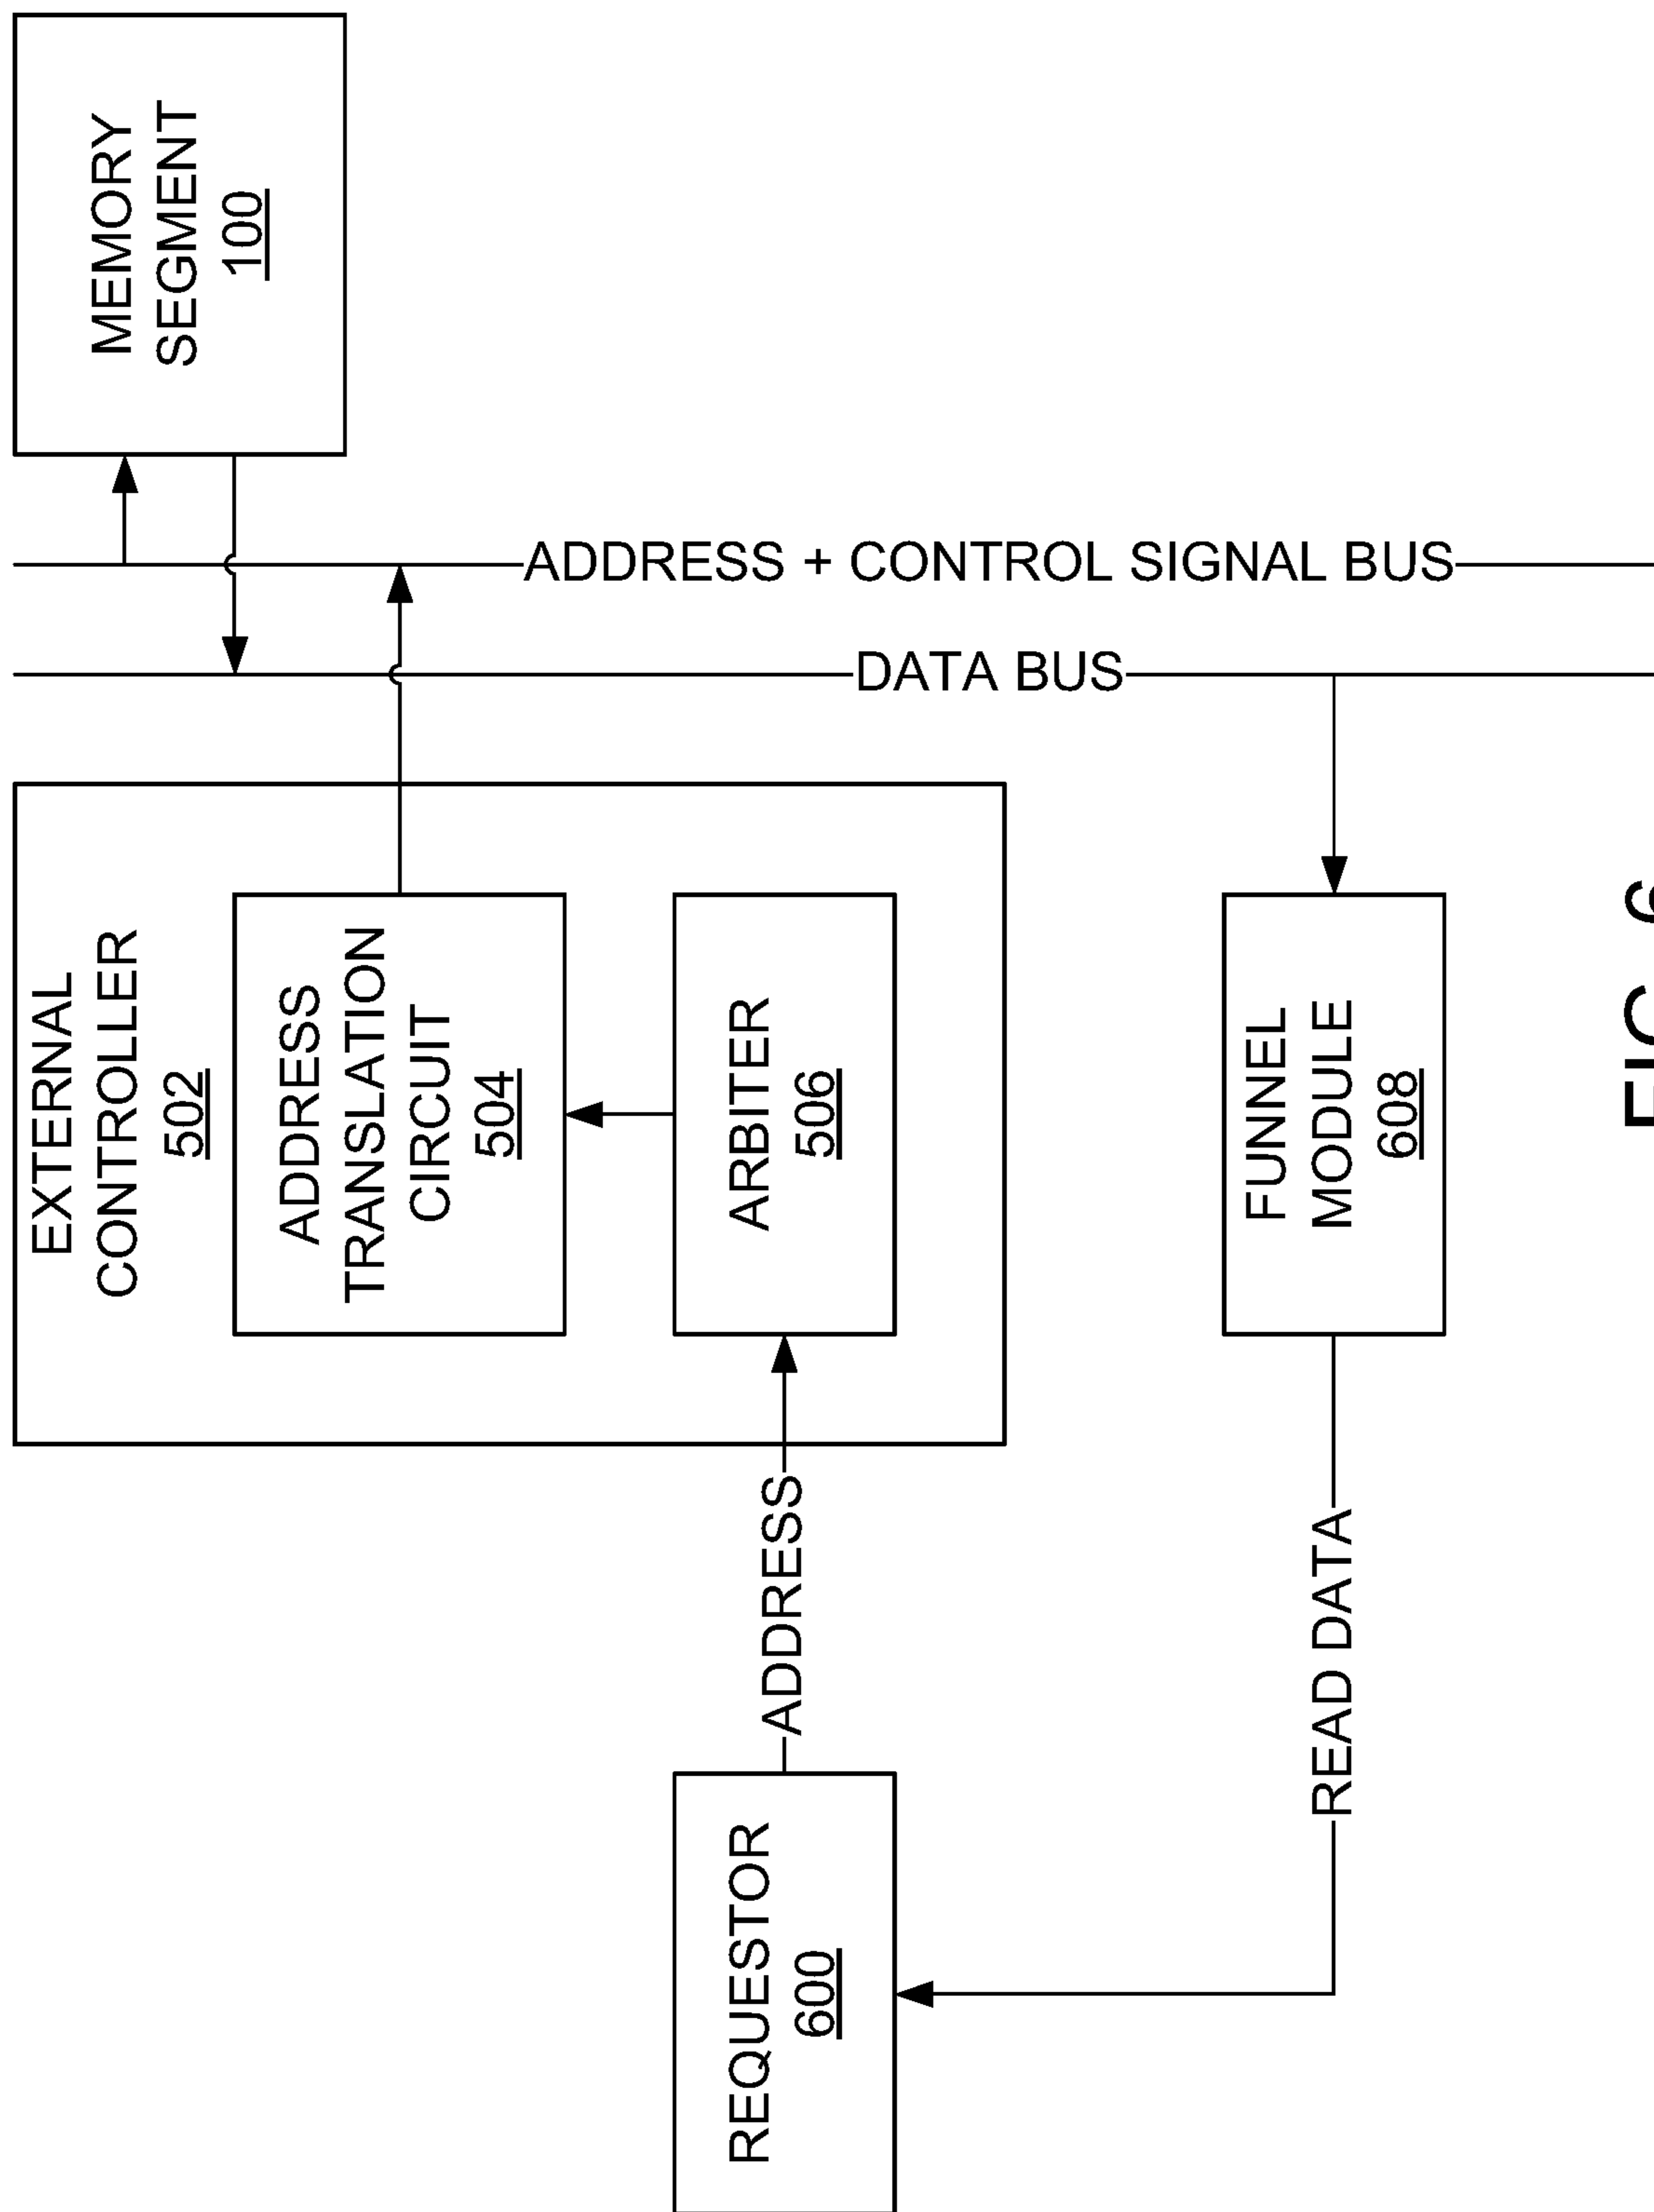 MEMORY
SEGMENT
100
ADDRESS + CONTROL SIGNAL BUS
DATA BUS
EXTERNAL
CONTROLLER
502
ADDRESS
TRANSLATION
CIRCUIT
504
ARBITER
506
FUNNEL
MODULE
608
ADDRESS
READ DATA
REQUESTOR
600